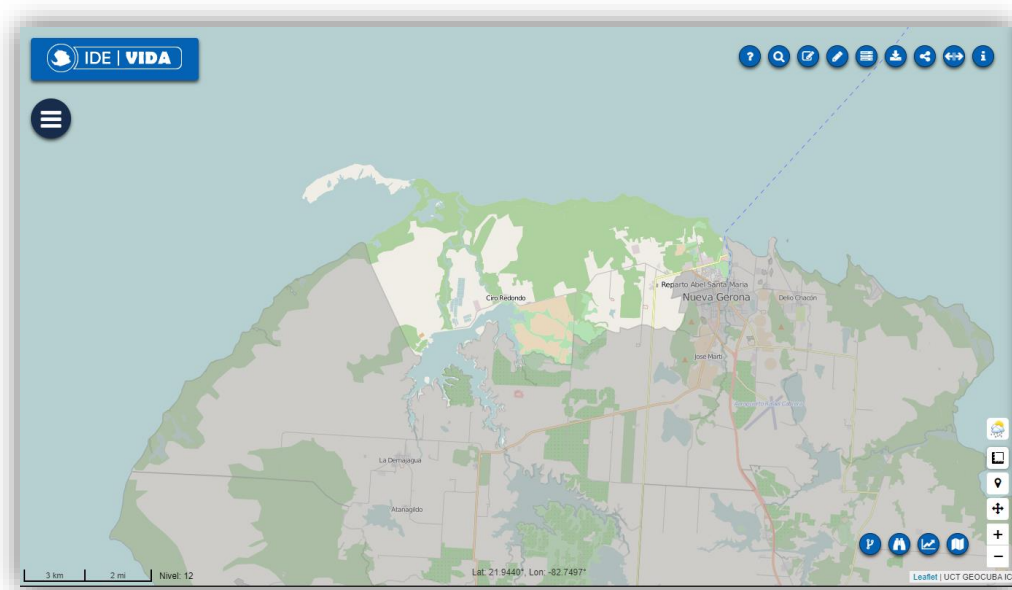 IDE | VIDA
Ciro Redondo
Reparto Abel Santa María
Nueva Gerona
Delio Chacón
José Martí
La Demajagua
Atanagildo
3 km
2 mi
Nivel: 12
Lat. 21.9440°, Lon: -82.7497°
Leaflet | UCT GEOCUBA IC